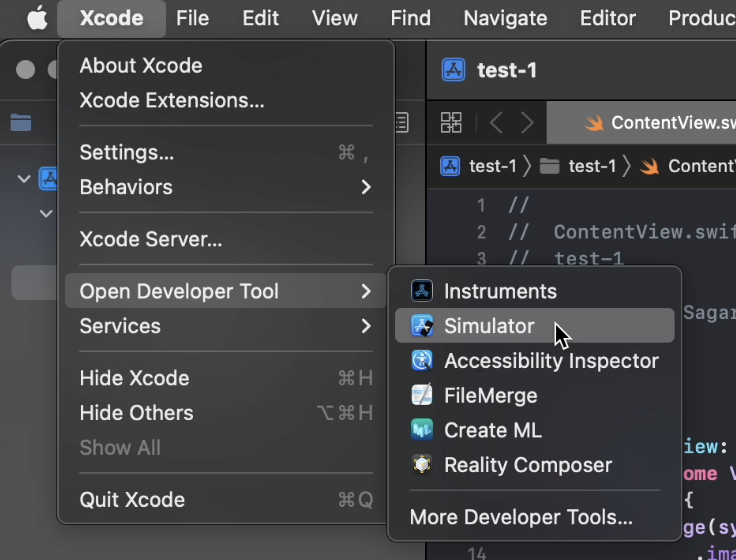 Xcode File Edit View Find Navigate Editor Produc
About Xcode
Xcode Extensions...
Settings... ⌘ ,
Behaviors
Xcode Server...
Open Developer Tool
Services
Hide Xcode ⌘H
Hide Others ⌥⌘H
Show All
Quit Xcode ⌘Q
Instruments
Simulator
Accessibility Inspector
FileMerge
Create ML
Reality Composer
More Developer Tools...
test-1
ContentView.sw
test-1 〉 test-1 〉 Content
1 //
2 // ContentView.swif
3 // test-1
Sagar
iew:
ome V
{
ge(sy
14 .ima